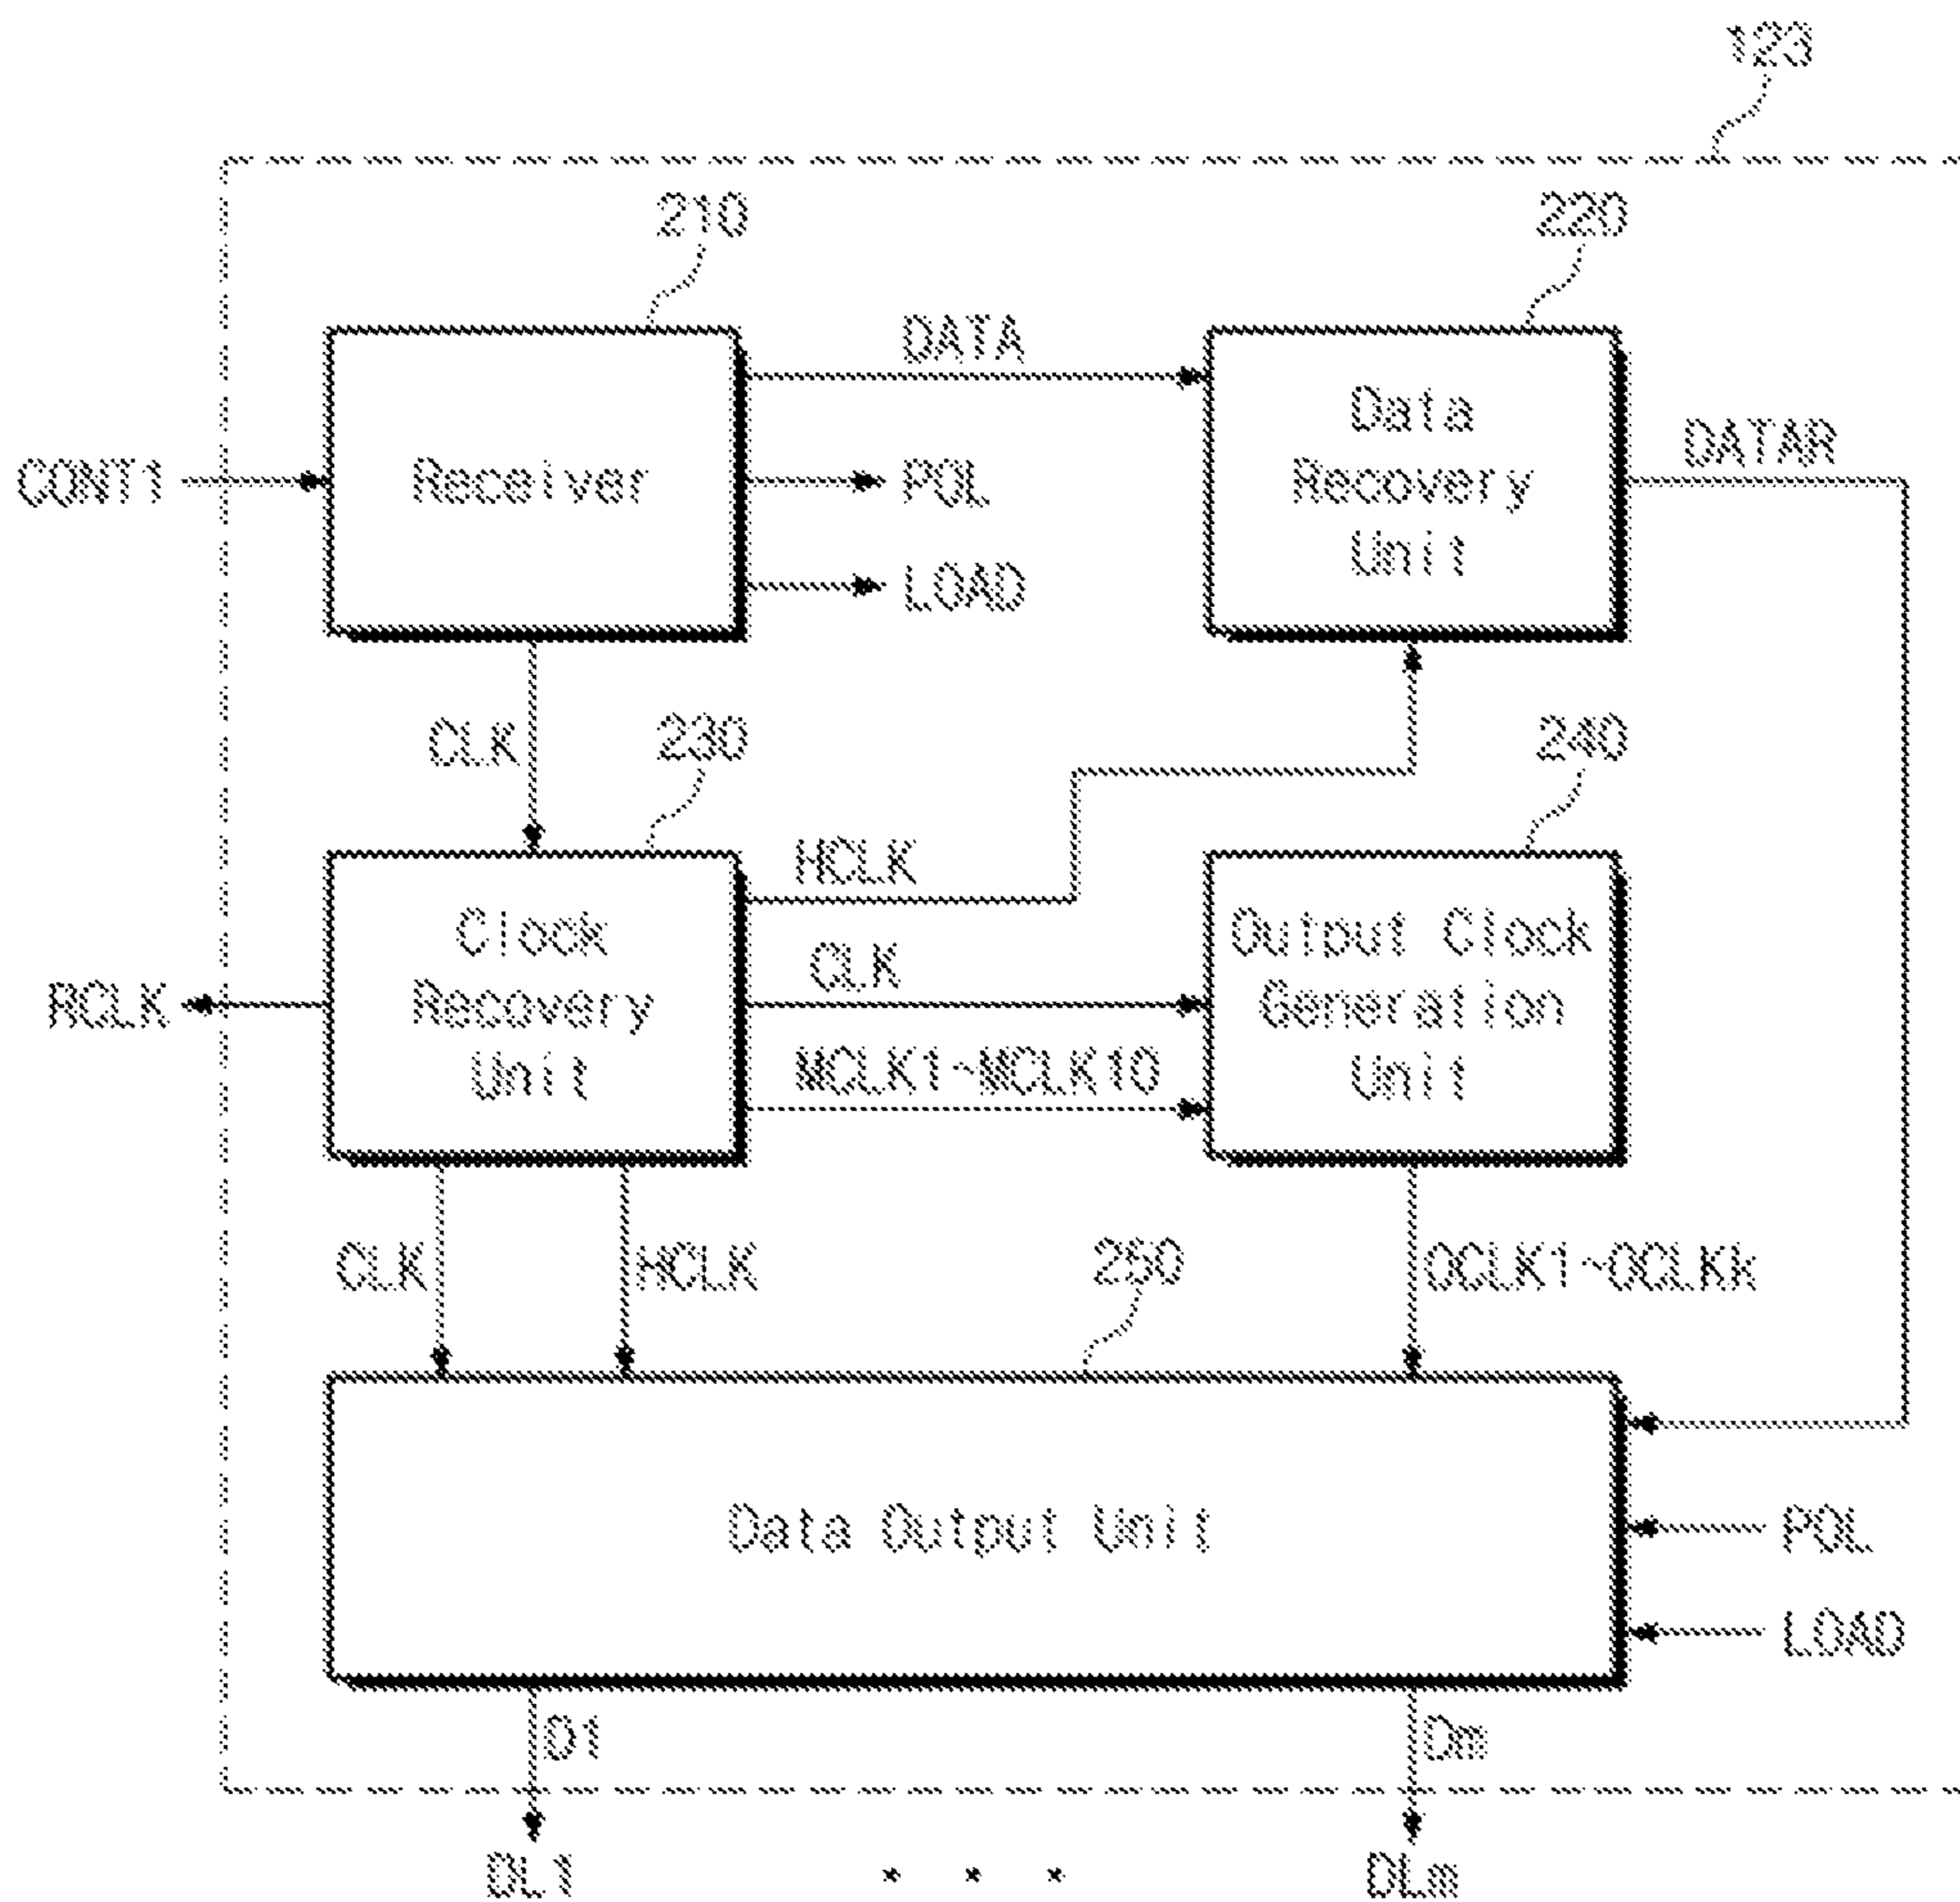 123
210
220
DATA
Data
Recovery
Unit
DATAR
CONT1
Receiver
POL
LOAD
CLK
230
240
HCLK
Clock
Recovery
Unit
CLK
Output Clock
Generation
Unit
RCLK
MCLK1~MCLK10
CLK
HCLK
250
OCLK1~OCLKk
Data Output Unit
POL
LOAD
D1
Dm
DL1
• • •
DLm